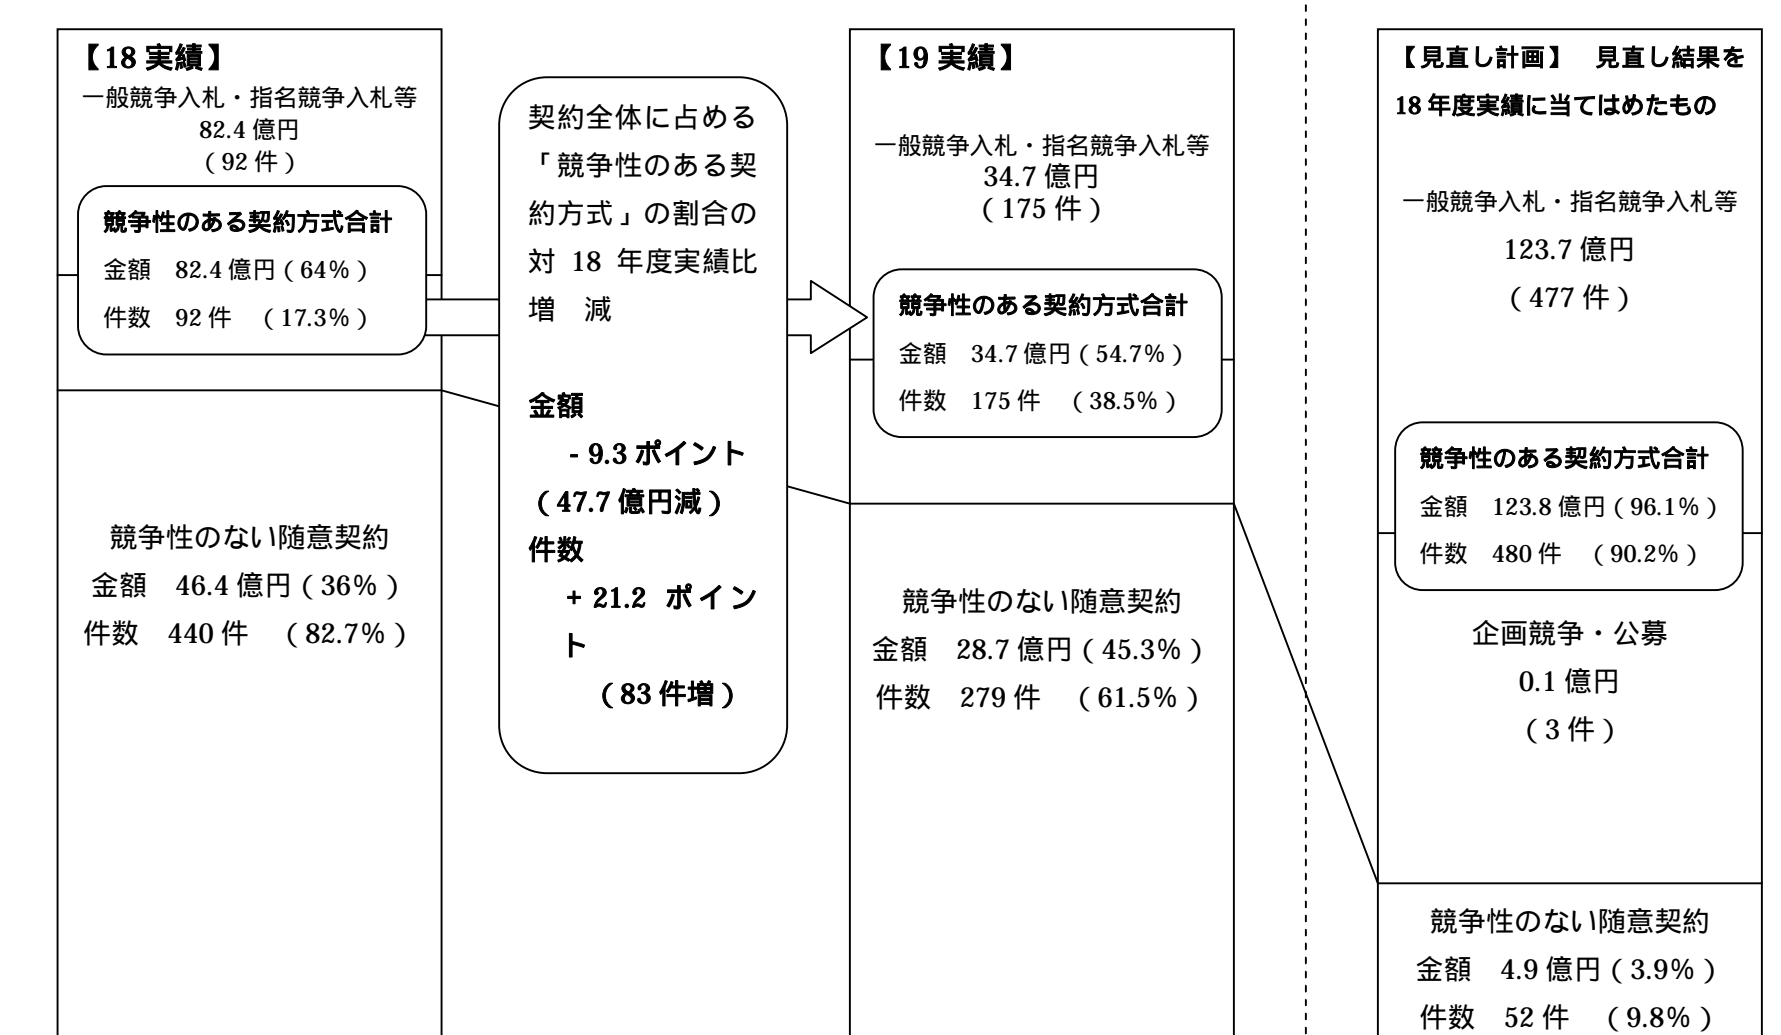 【18 実績】
一般競争入札・指名競争入札等
82.4 億円
(92 件)
競争性のある契約方式合計
金額 82.4 億円(64%)
件数 92 件 (17.3%)
競争性のない随意契約
金額 46.4 億円(36%)
件数 440 件 (82.7%)
契約全体に占める
「競争性のある契
約方式」の割合の
対 18 年度実績比
増 減
金額
- 9.3 ポイント
(47.7 億円減)
件数
+ 21.2 ポイン
ト
(83 件増)
【19 実績】
一般競争入札・指名競争入札等
34.7 億円
(175 件)
競争性のある契約方式合計
金額 34.7 億円(54.7%)
件数 175 件 (38.5%)
競争性のない随意契約
金額 28.7 億円(45.3%)
件数 279 件 (61.5%)
【見直し計画】 見直し結果を
18 年度実績に当てはめたもの
一般競争入札・指名競争入札等
123.7 億円
(477 件)
競争性のある契約方式合計
金額 123.8 億円(96.1%)
件数 480 件 (90.2%)
企画競争・公募
0.1 億円
(3 件)
競争性のない随意契約
金額 4.9 億円(3.9%)
件数 52 件 (9.8%)